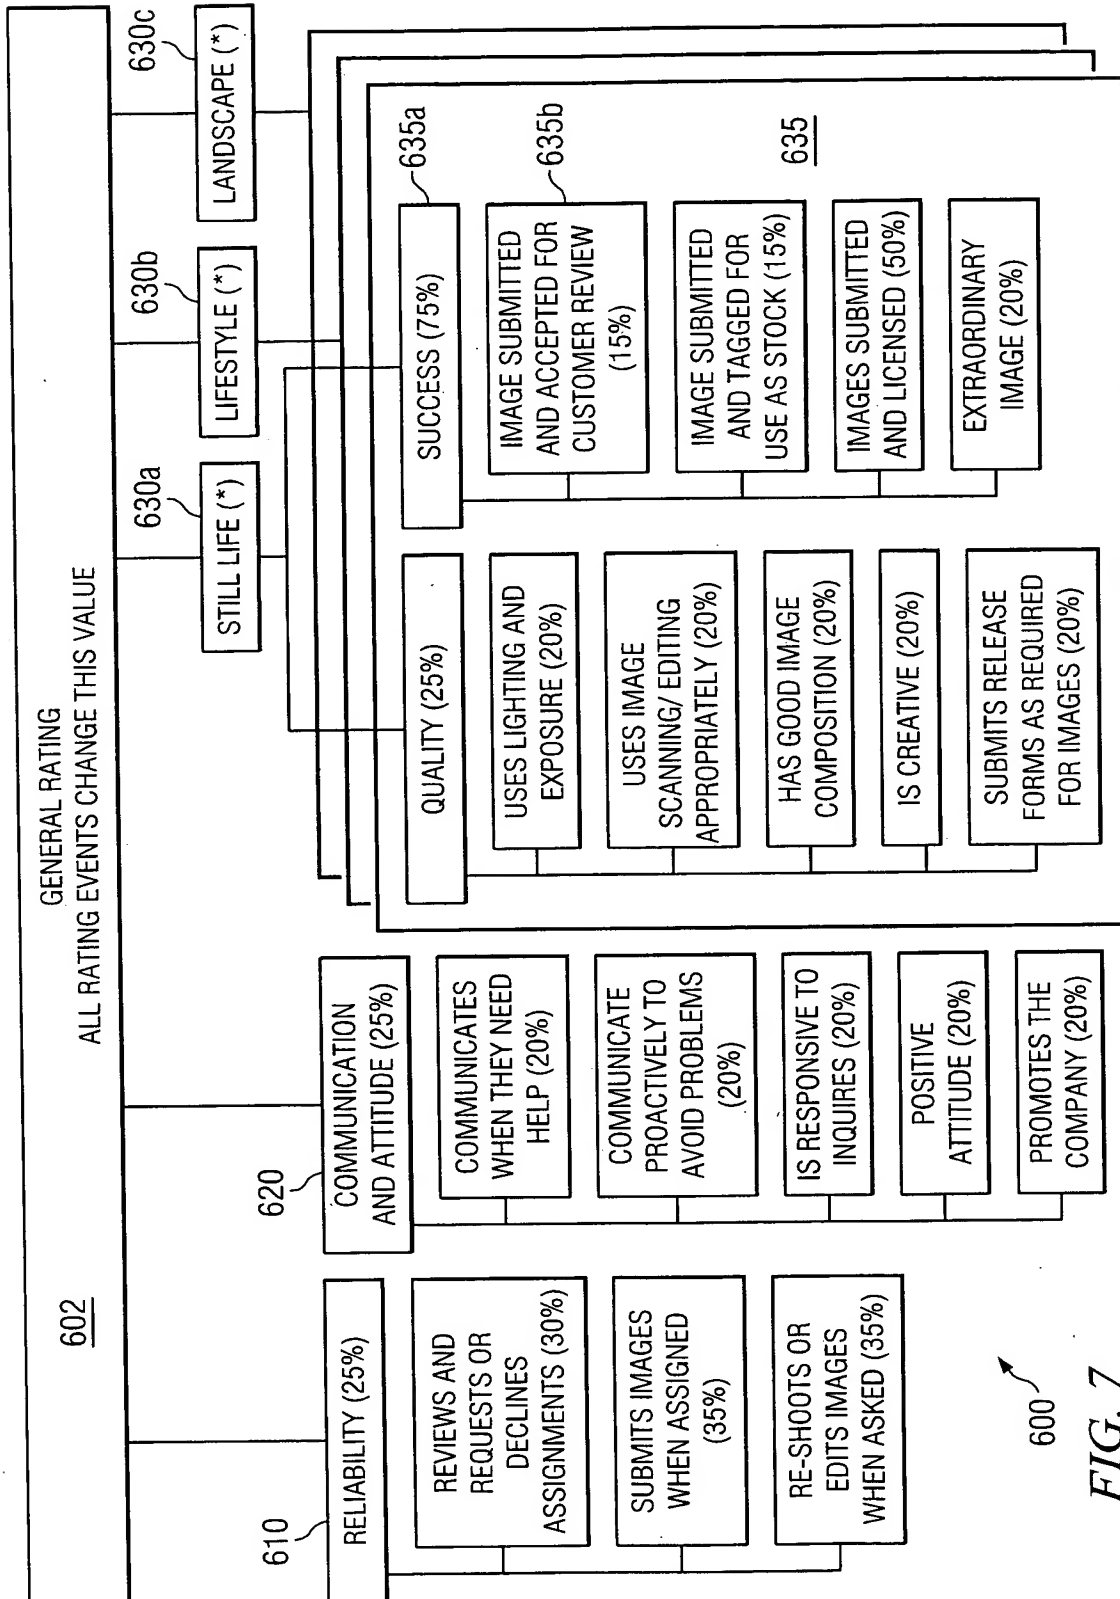 GENERAL RATING
ALL RATING EVENTS CHANGE THIS VALUE
602
610
RELIABILITY (25%)
REVIEWS AND
REQUESTS OR
DECLINES
ASSIGNMENTS (30%)
SUBMITS IMAGES
WHEN ASSIGNED
(35%)
RE-SHOOTS OR
EDITS IMAGES
WHEN ASKED (35%)
620
COMMUNICATION
AND ATTITUDE (25%)
COMMUNICATES
WHEN THEY NEED
HELP (20%)
COMMUNICATE
PROACTIVELY TO
AVOID PROBLEMS
(20%)
IS RESPONSIVE TO
INQUIRES (20%)
POSITIVE
ATTITUDE (20%)
PROMOTES THE
COMPANY (20%)
630a
STILL LIFE (*)
630b
LIFESTYLE (*)
630c
LANDSCAPE (*)
QUALITY (25%)
USES LIGHTING AND
EXPOSURE (20%)
USES IMAGE
SCANNING/ EDITING
APPROPRIATELY (20%)
HAS GOOD IMAGE
COMPOSITION (20%)
IS CREATIVE (20%)
SUBMITS RELEASE
FORMS AS REQUIRED
FOR IMAGES (20%)
SUCCESS (75%)
635a
IMAGE SUBMITTED
AND ACCEPTED FOR
CUSTOMER REVIEW
(15%)
635b
IMAGE SUBMITTED
AND TAGGED FOR
USE AS STOCK (15%)
IMAGES SUBMITTED
AND LICENSED (50%)
EXTRAORDINARY
IMAGE (20%)
635
600
FIG. 7